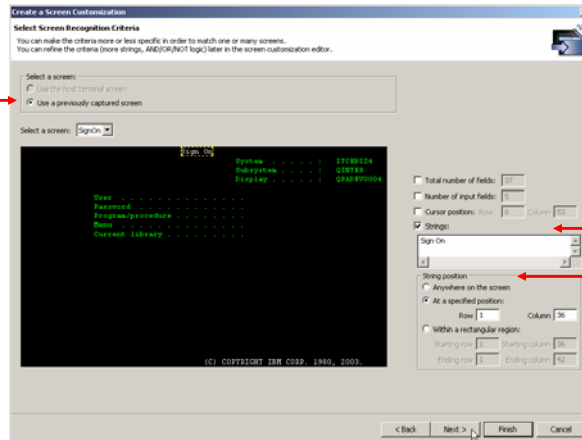 Create a Screen Customization
Select Screen Recognition Criteria
You can make the criteria more or less specific in order to match one or many screens.
You can refine the criteria (more strings, AND/OR/NOT logic) later in the screen customization editor.
Select a screen:
Use the host terminal screen
Use a previously captured screen
Select a screen: SignOn
Sign On
System . . . . . : ITCHBIZ4
Subsystem . . . . : QINTER
Display . . . . . : QPADEV0004
User . . . . . . . . . . . . . .
Password . . . . . . . . . . . .
Program/procedure . . . . . . . .
Menu . . . . . . . . . . . . . .
Current library . . . . . . . . .
(C) COPYRIGHT IBM CORP. 1980, 2003.
Total number of fields: 37
Number of input fields: 5
Cursor position: Row 6 Column 53
Strings:
Sign On
String position
Anywhere on the screen
At a specified position:
Row 1 Column 36
Within a rectangular region:
Starting row 1 Starting column 36
Ending row 1 Ending column 42
< Back Next > Finish Cancel